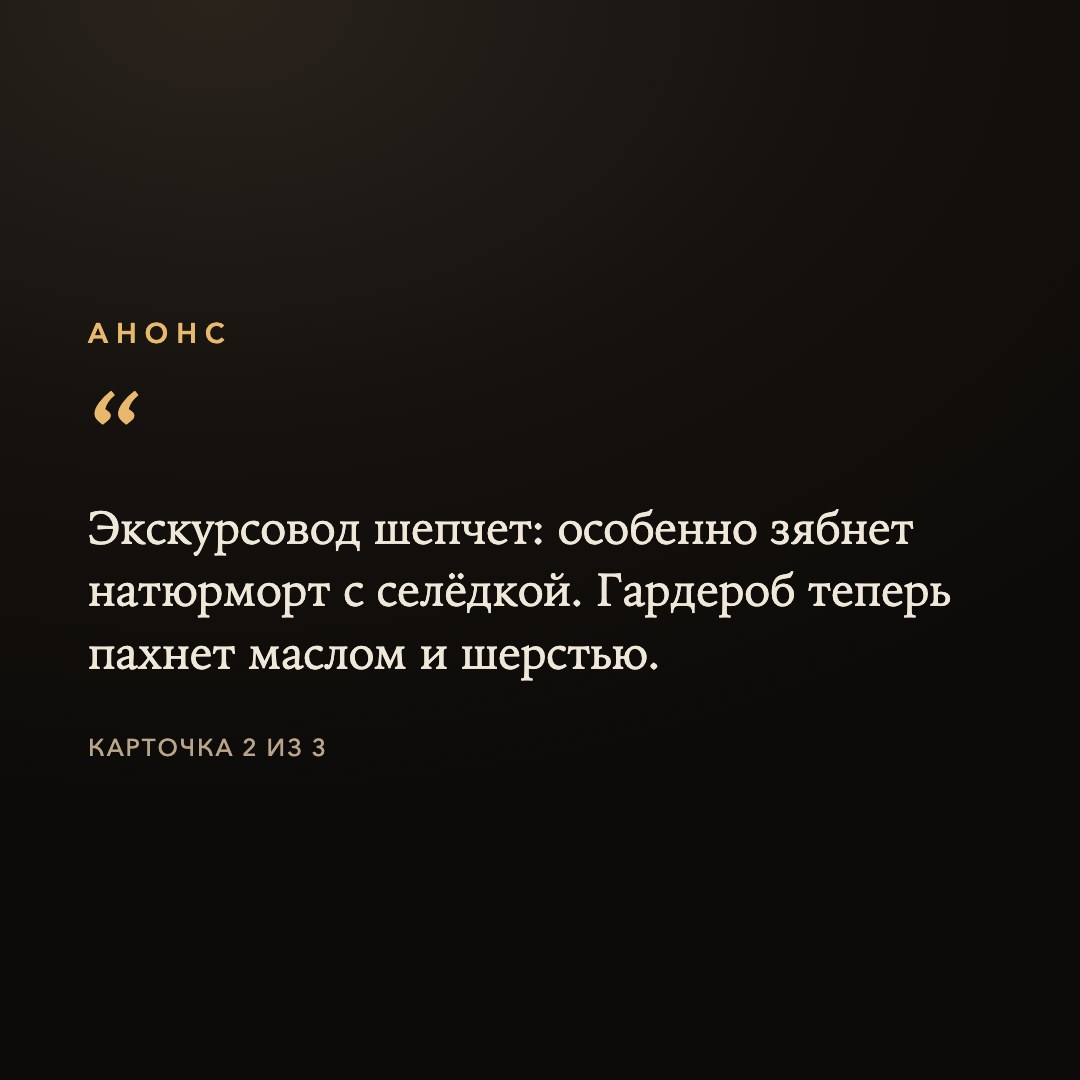 АНОНС
“
Экскурсовод шепчет: особенно зябнет
натюрморт с селёдкой. Гардероб теперь
пахнет маслом и шерстью.
КАРТОЧКА 2 ИЗ 3